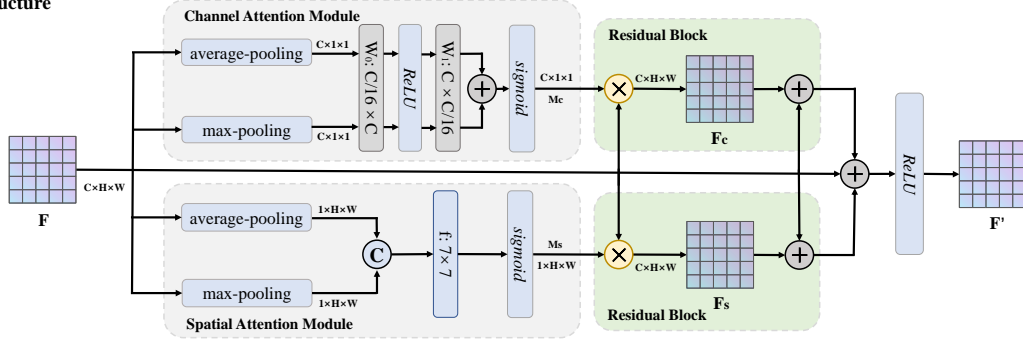 ucture
Channel Attention Module
average-pooling
C×1×1
max-pooling
C×1×1
W₀: C/16×C
ReLU
W₁: C×C/16
+
sigmoid
C×1×1
Mc
Residual Block
×
C×H×W
Fc
+
F
C×H×W
+
ReLU
F'
average-pooling
1×H×W
max-pooling
1×H×W
C
f: 7×7
sigmoid
Ms
1×H×W
Spatial Attention Module
×
C×H×W
Fs
+
Residual Block